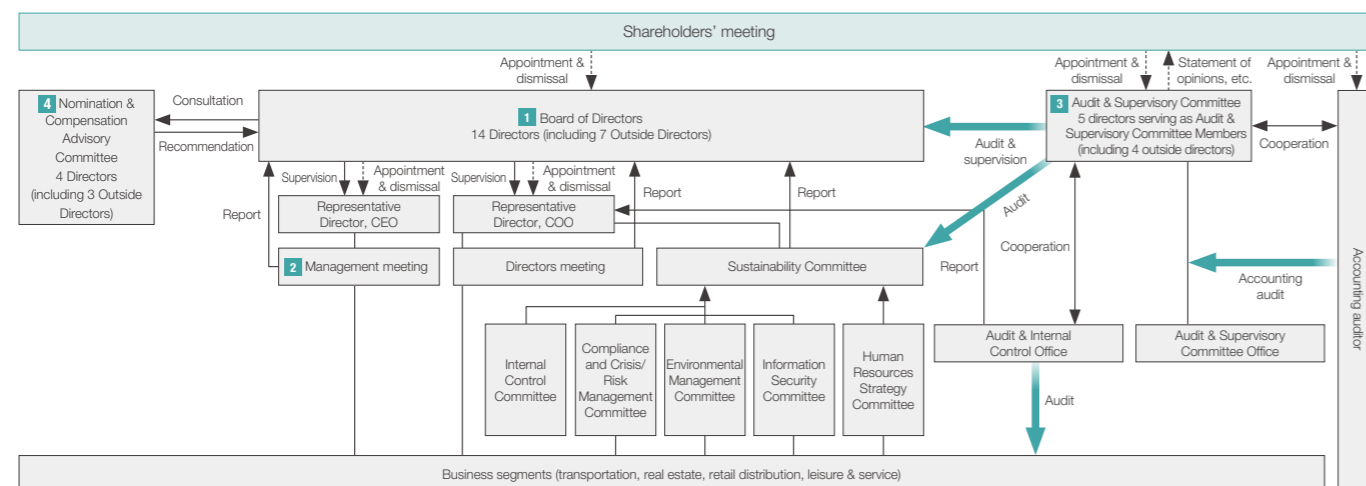 Shareholders' meeting
Appointment &
dismissal
Appointment &
dismissal
Statement of
opinions, etc.
Appointment &
dismissal
4 Nomination &
Compensation
Advisory
Committee
4 Directors
(including 3 Outside
Directors)
Consultation
Recommendation
1 Board of Directors
14 Directors (including 7 Outside Directors)
Audit &
supervision
3 Audit & Supervisory Committee
5 directors serving as Audit &
Supervisory Committee Members
(including 4 outside directors)
Cooperation
Supervision
Appointment
& dismissal
Supervision
Appointment
& dismissal
Report
Report
Report
Representative
Director, CEO
Representative
Director, COO
Audit
Cooperation
Report
2 Management meeting
Directors meeting
Sustainability Committee
Accounting
audit
Accounting auditor
Internal
Control
Committee
Compliance
and Crisis/
Risk
Management
Committee
Environmental
Management
Committee
Information
Security
Committee
Human
Resources
Strategy
Committee
Audit & Internal
Control Office
Audit & Supervisory
Committee Office
Audit
Business segments (transportation, real estate, retail distribution, leisure & service)